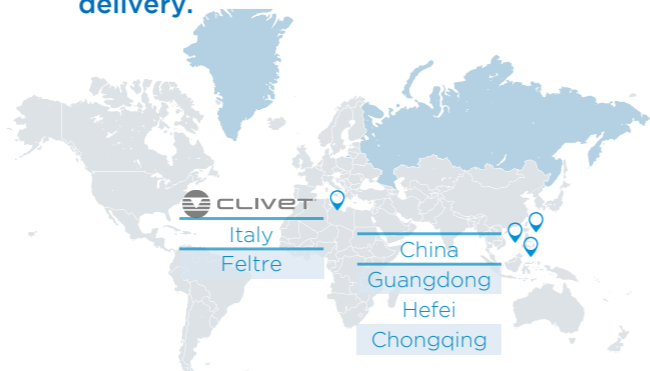 delivery.
CLIVET
Italy
Feltre
China
Guangdong
Hefei
Chongqing